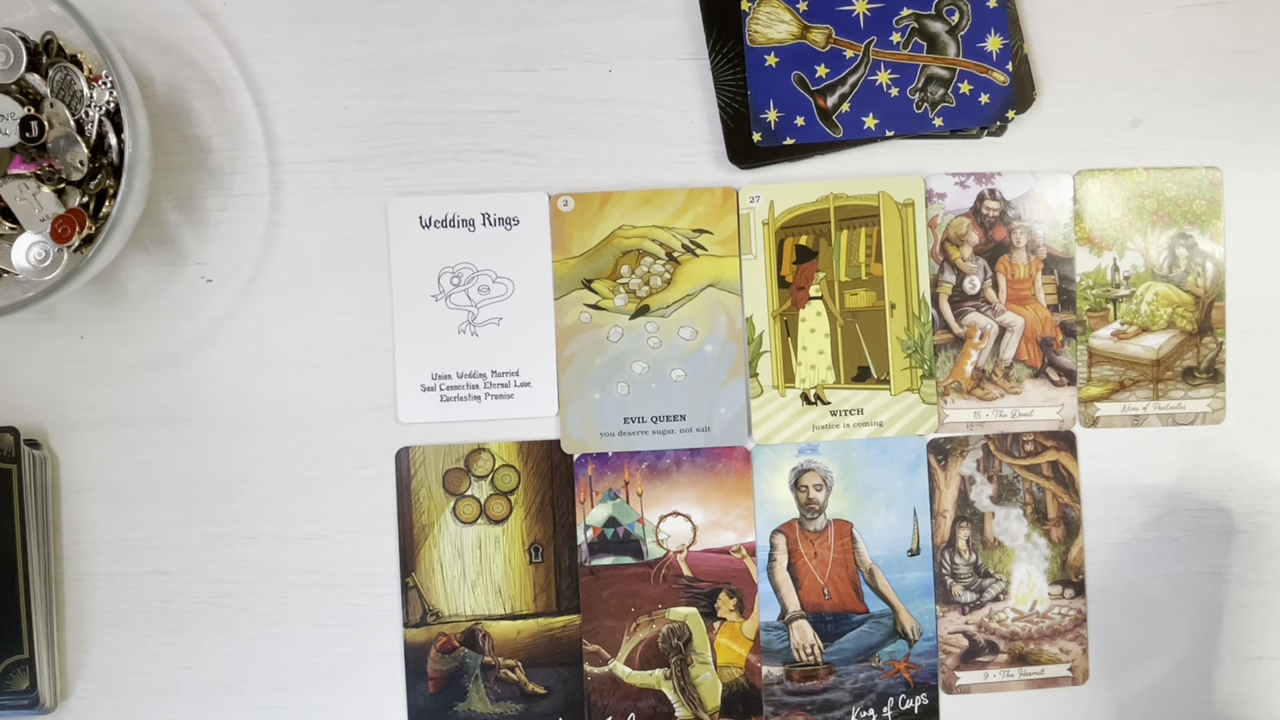 Wedding Rings
Union, Wedding, Married,
Soul Connection, Eternal Love,
Everlasting Promise
2
EVIL QUEEN
you deserve sugar, not salt
27
WITCH
justice is coming
$
15 • The Devil
Nine of Pentacles
King of Cups
9 • The Hermit
J
5